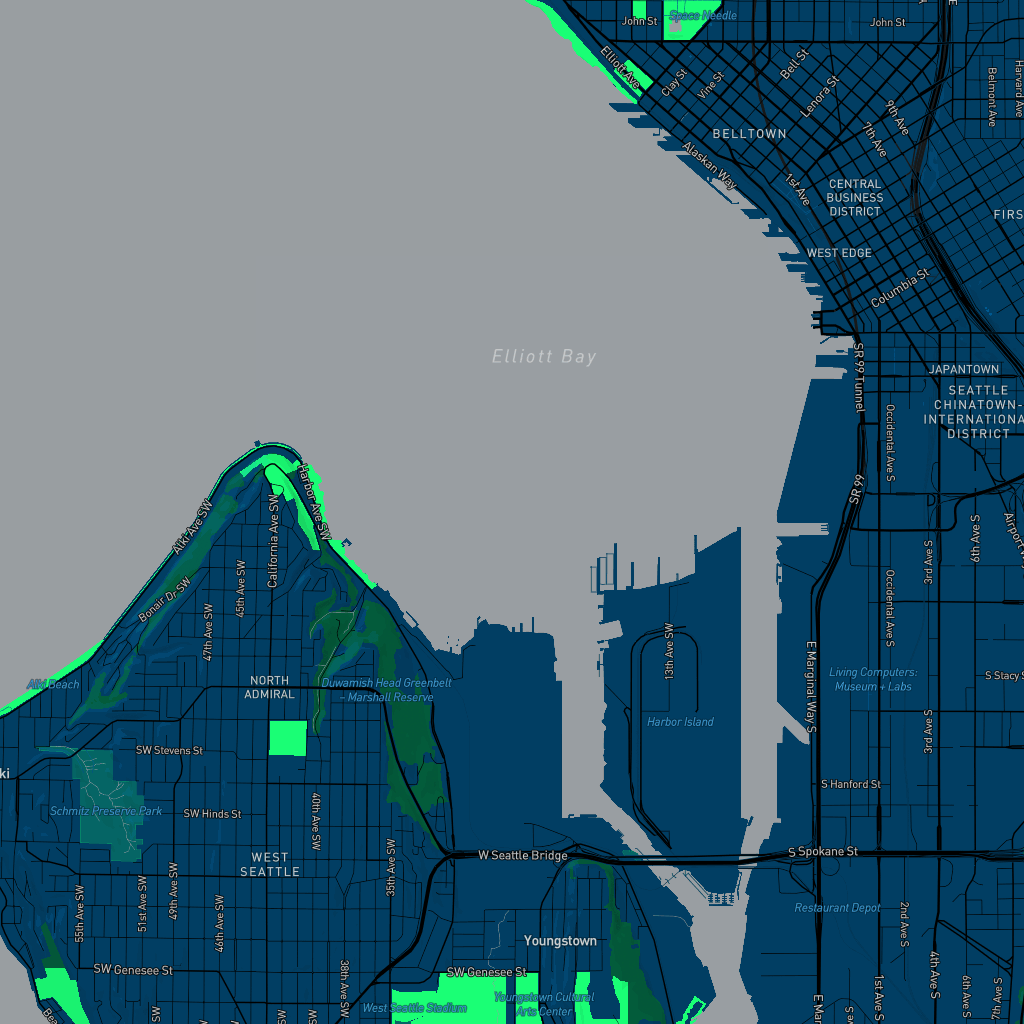 Space Needle
John St
John St
E
Elliott Ave
Clay St
Vine St
Bell St
Lenora St
Belmont Ave
Harvard Ave
9th Ave
7th Ave
BELLTOWN
Alaskan Way
1st Ave
CENTRAL
BUSINESS
DISTRICT
FIRS
WEST EDGE
Columbia St
Elliott Bay
SR 99 Tunnel
JAPANTOWN
SEATTLE
CHINATOWN-
INTERNATIONA
DISTRICT
Occidental Ave S
SR 99
Harbor Ave SW
California Ave SW
Alki Ave SW
Bonair Dr SW
45th Ave SW
47th Ave SW
6th Ave S
Airport
3rd Ave S
Occidental Ave S
13th Ave SW
E Marginal Way S
Alki Beach
NORTH
ADMIRAL
Duwamish Head Greenbelt
- Marshall Reserve
Living Computers:
Museum + Labs
S Stacy S
Harbor Island
3rd Ave S
SW Stevens St
ki
S Hanford St
Schmitz Preserve Park
SW Hinds St
40th Ave SW
WEST
SEATTLE
35th Ave SW
W Seattle Bridge
S Spokane St
55th Ave SW
51st Ave SW
49th Ave SW
46th Ave SW
Restaurant Depot
2nd Ave S
Youngstown
SW Genesee St
SW Genesee St
38th Ave SW
West Seattle Stadium
Youngstown Cultural
Arts Center
E Mar
1st Ave S
4th Ave S
6th Ave S
7th Ave S
Bea
SW
SW
SW
SW
SW
e S